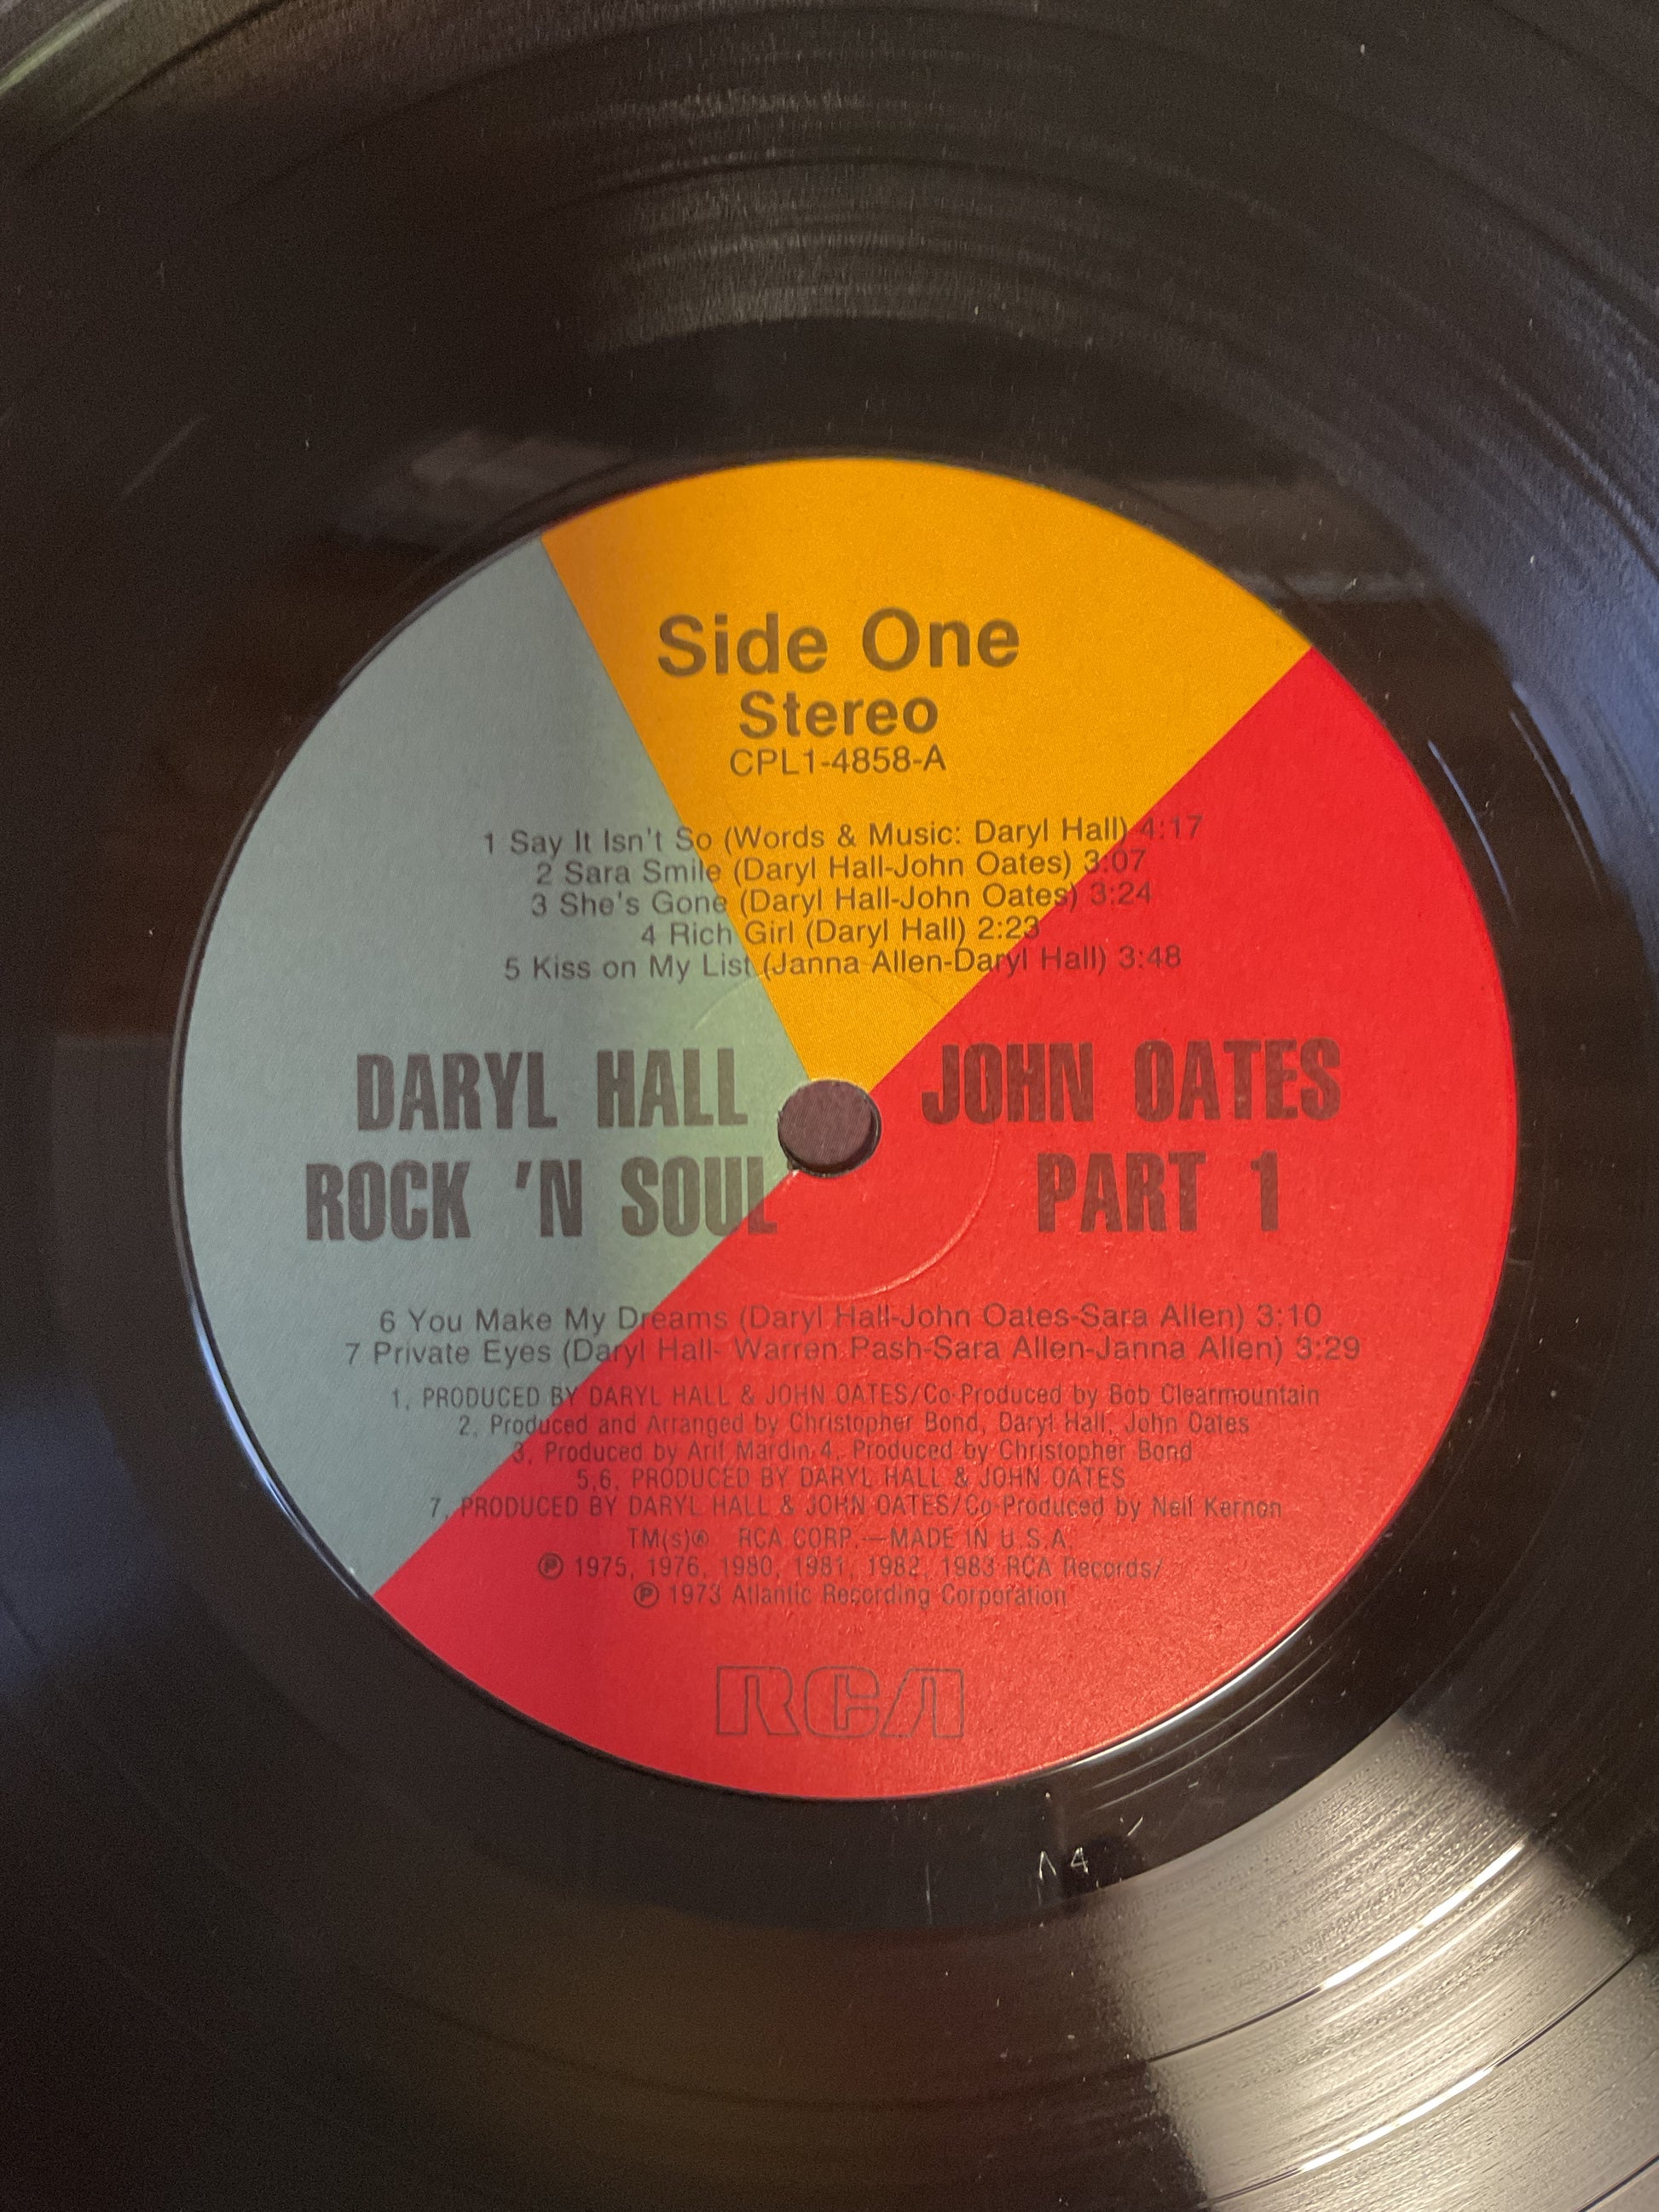 Side One
Stereo
CPL1-4858-A
1 Say It Isn't So (Words & Music: Daryl Hall) 4:17
2 Sara Smile (Daryl Hall-John Oates) 3:07
3 She's Gone (Daryl Hall-John Oates) 3:24
4 Rich Girl (Daryl Hall) 2:23
5 Kiss on My List (Janna Allen-Daryl Hall) 3:48
DARYL HALL JOHN OATES
ROCK 'N SOUL PART 1
6 You Make My Dreams (Daryl Hall-John Oates-Sara Allen) 3:10
7 Private Eyes (Daryl Hall- Warren Pash-Sara Allen-Janna Allen) 3:29
1, PRODUCED BY DARYL HALL & JOHN OATES/Co-Produced by Bob Clearmountain
2, Produced and Arranged by Christopher Bond, Daryl Hall, John Oates
3, Produced by Arif Mardin 4, Produced by Christopher Bond
5,6, PRODUCED BY DARYL HALL & JOHN OATES
7, PRODUCED BY DARYL HALL & JOHN OATES/Co-Produced by Neil Kernon
TM(s)® RCA CORP.—MADE IN U.S.A.
℗ 1975, 1976, 1980, 1981, 1982, 1983 RCA Records/
℗ 1973 Atlantic Recording Corporation
RCA